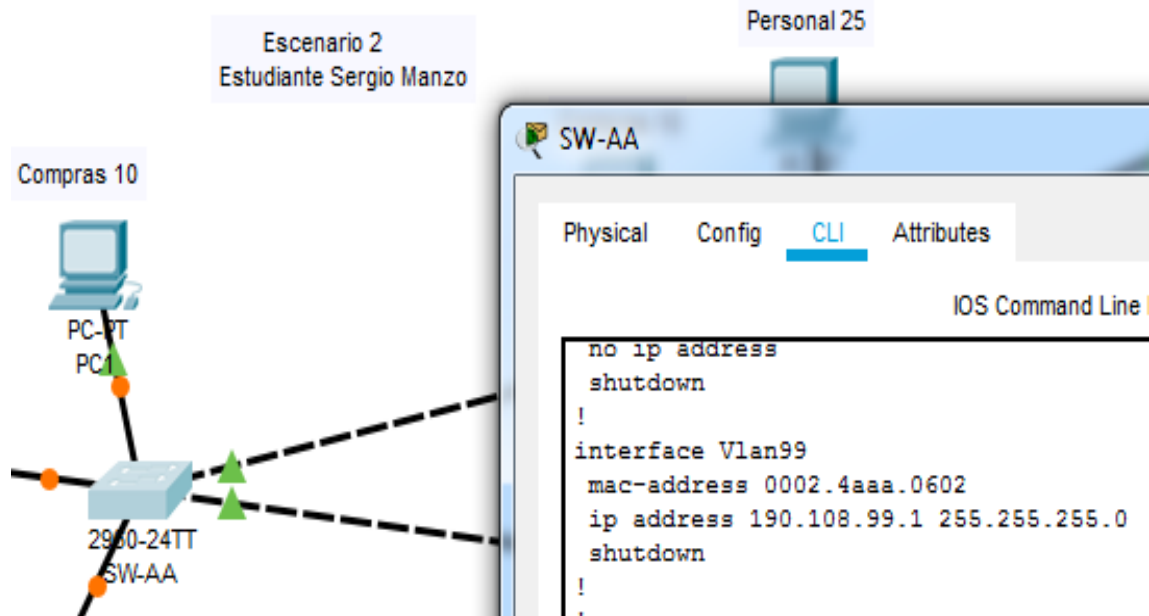 Personal 25
Escenario 2
Estudiante Sergio Manzo
SW-AA
Compras 10
Physical Config CLI Attributes
IOS Command Line
PC-PT
PC1
no ip address
shutdown
!
interface Vlan99
mac-address 0002.4aaa.0602
ip address 190.108.99.1 255.255.255.0
shutdown
!
!
24TT
SW-AA